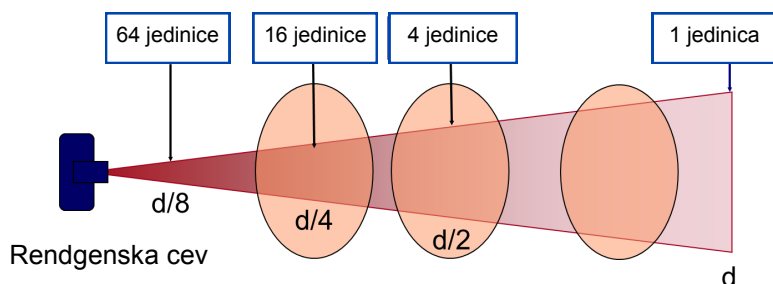 64 jedinice
16 jedinice
4 jedinice
1 jedinica
d/8
d/4
d/2
d
Rendgenska cev